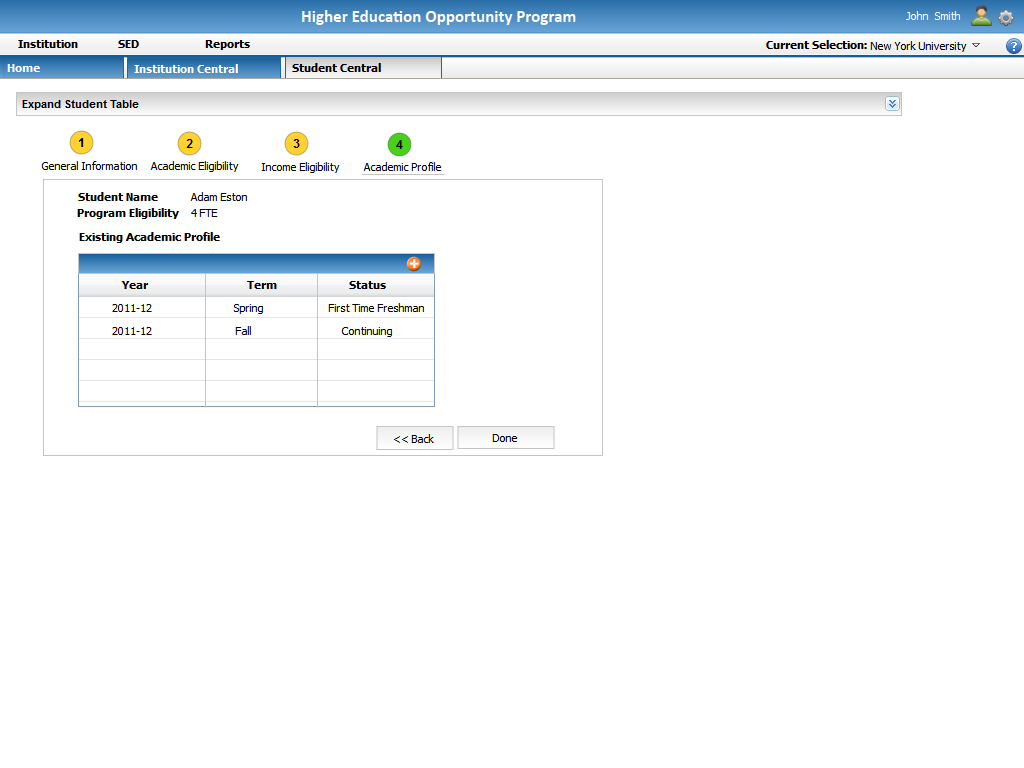 Higher Education Opportunity Program
John Smith
Institution SED Reports Current Selection: New York University ?
Home Institution Central Student Central
Expand Student Table
1 2 3 4
General Information Academic Eligibility Income Eligibility Academic Profile
Student Name Adam Eston
Program Eligibility 4 FTE
Existing Academic Profile
Year Term Status
2011-12 Spring First Time Freshman
2011-12 Fall Continuing
<< Back Done